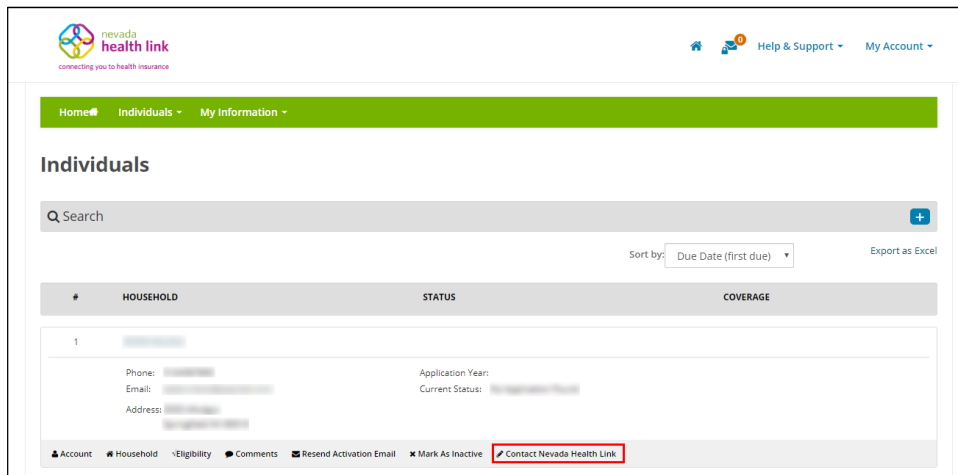 nevada
health link
connecting you to health insurance
0
Help & Support
My Account
Home
Individuals
My Information
Individuals
Search
+
Sort by:
Due Date (first due)
Export as Excel
# HOUSEHOLD STATUS COVERAGE
1
Phone:
Application Year:
Email:
Current Status:
Address:
Account Household Eligibility Comments Resend Activation Email Mark As Inactive Contact Nevada Health Link